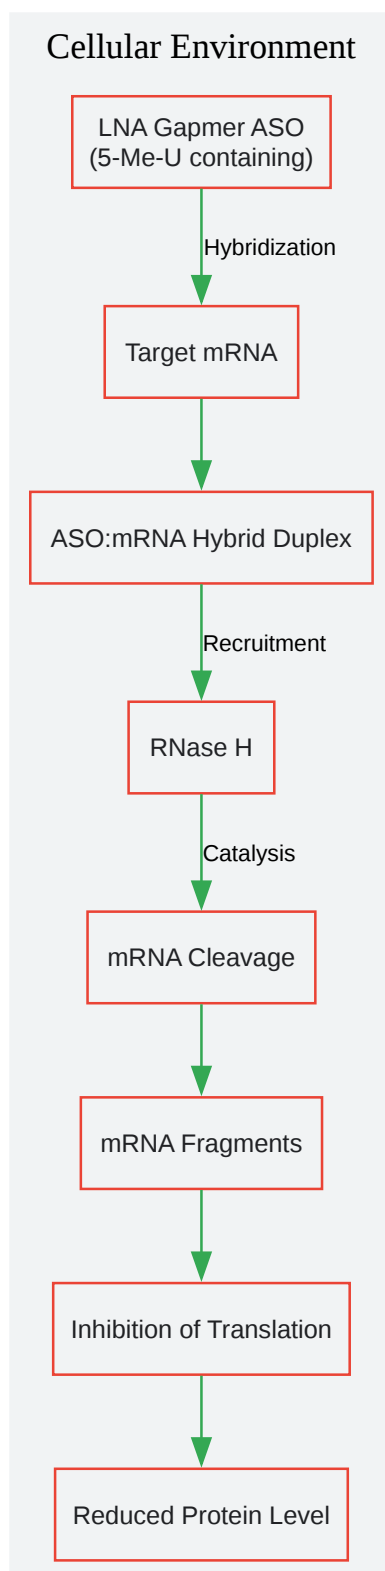 Cellular Environment
LNA Gapmer ASO
(5-Me-U containing)
Hybridization
Target mRNA
ASO:mRNA Hybrid Duplex
Recruitment
RNase H
Catalysis
mRNA Cleavage
mRNA Fragments
Inhibition of Translation
Reduced Protein Level